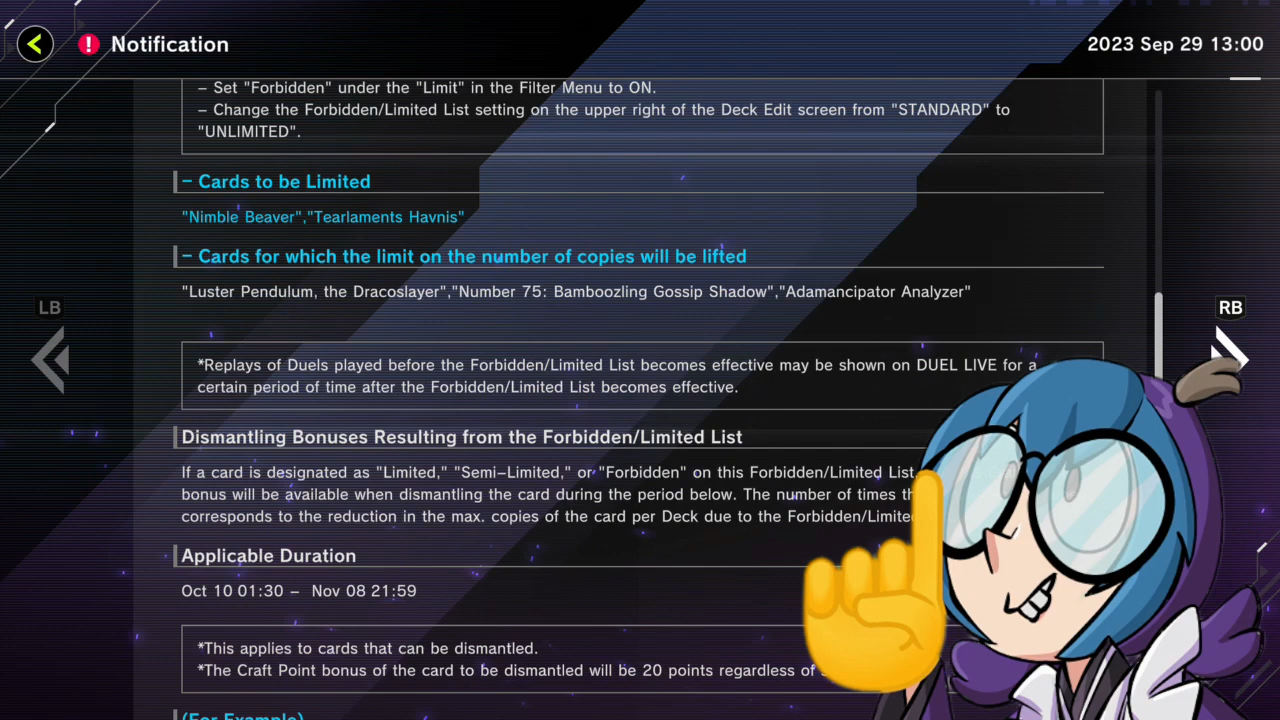 ! Notification
2023 Sep 29 13:00
– Set "Forbidden" under the "Limit" in the Filter Menu to ON.
– Change the Forbidden/Limited List setting on the upper right of the Deck Edit screen from "STANDARD" to
"UNLIMITED".
– Cards to be Limited
"Nimble Beaver","Tearlaments Havnis"
– Cards for which the limit on the number of copies will be lifted
"Luster Pendulum, the Dracoslayer","Number 75: Bamboozling Gossip Shadow","Adamancipator Analyzer"
LB
RB
*Replays of Duels played before the Forbidden/Limited List becomes effective may be shown on DUEL LIVE for a
certain period of time after the Forbidden/Limited List becomes effective.
Dismantling Bonuses Resulting from the Forbidden/Limited List
If a card is designated as "Limited," "Semi–Limited," or "Forbidden" on this Forbidden/Limited List
bonus will be available when dismantling the card during the period below. The number of times
corresponds to the reduction in the max. copies of the card per Deck due to the Forbidden/Limited
Applicable Duration
Oct 10 01:30 – Nov 08 21:59
*This applies to cards that can be dismantled.
*The Craft Point bonus of the card to be dismantled will be 20 points regardless of
(For Example)